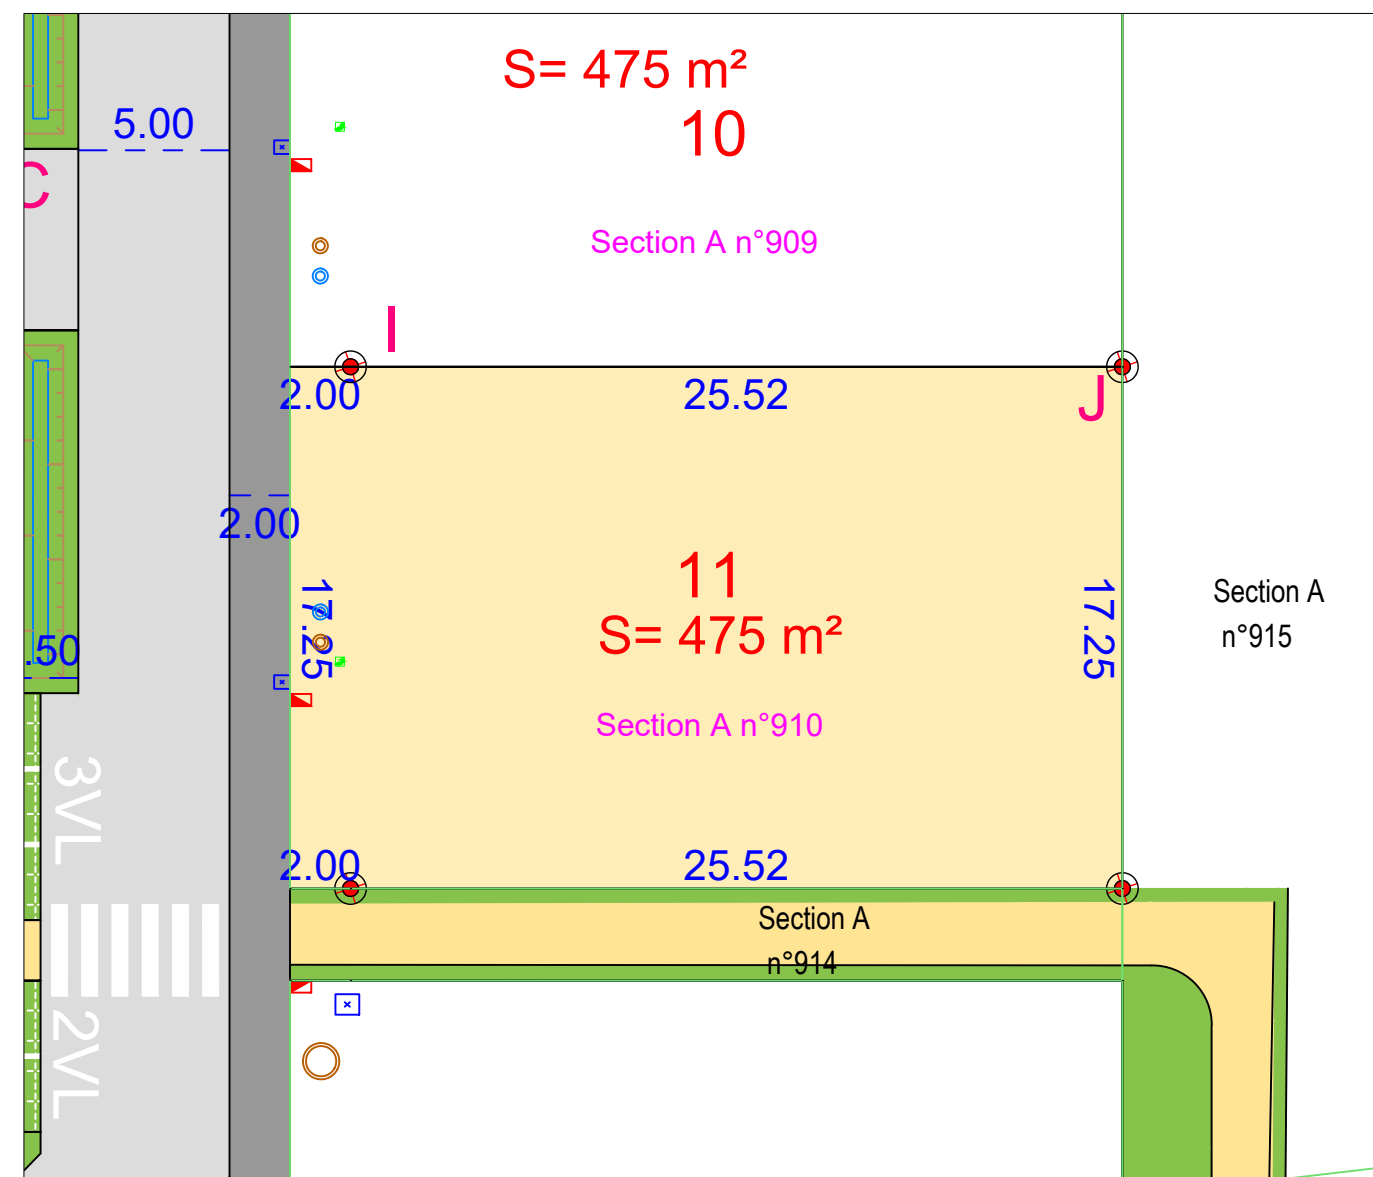 S= 475 m²
10
5.00
C
Section A n°909
I
2.00
25.52
J
2.00
11
17.25
17.25
Section A
n°915
S= 475 m²
.50
Section A n°910
3VL
2.00
25.52
Section A
n°914
2VL